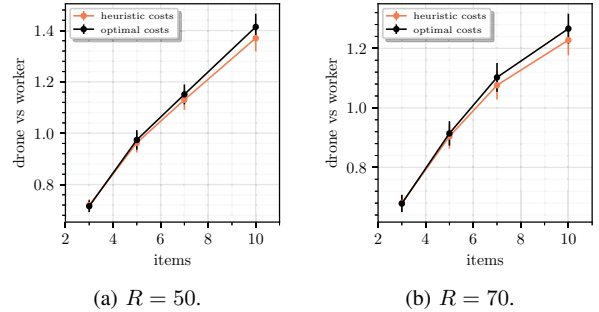 heuristic costs
optimal costs
drone vs worker
1.4
1.2
1.0
0.8
2 4 6 8 10
items
(a) R = 50.
heuristic costs
optimal costs
drone vs worker
1.2
1.0
0.8
2 4 6 8 10
items
(b) R = 70.